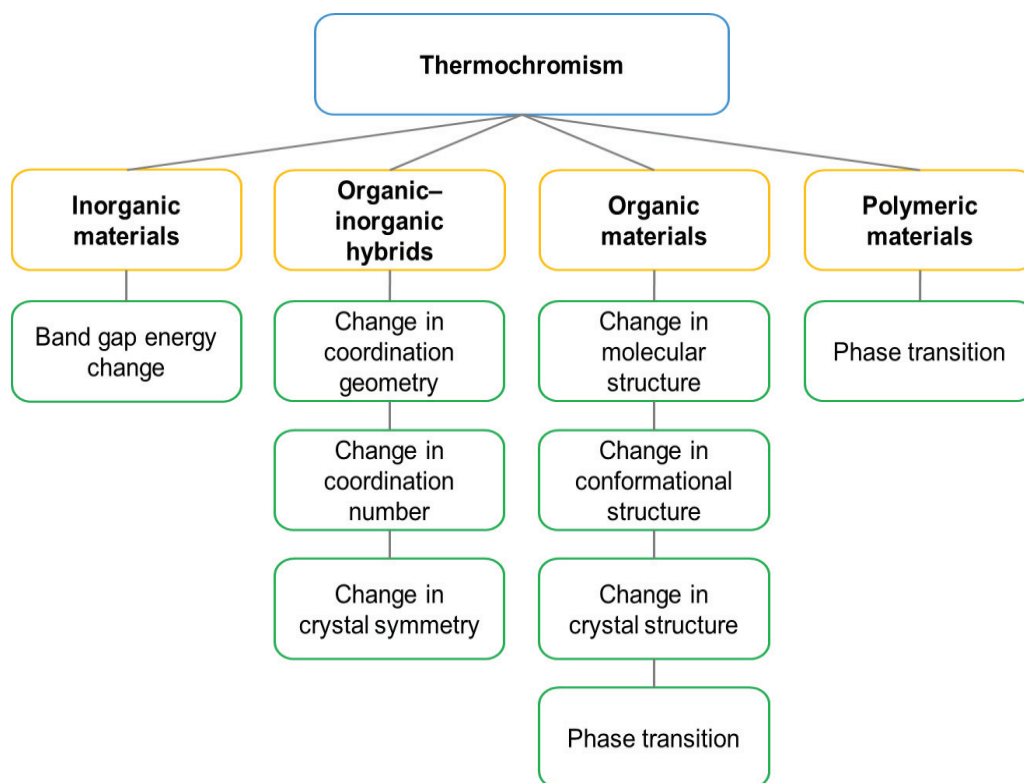 Thermochromism
Inorganic
materials
Organic–
inorganic
hybrids
Organic
materials
Polymeric
materials
Band gap energy
change
Change in
coordination
geometry
Change in
molecular
structure
Phase transition
Change in
coordination
number
Change in
conformational
structure
Change in
crystal symmetry
Change in
crystal structure
Phase transition